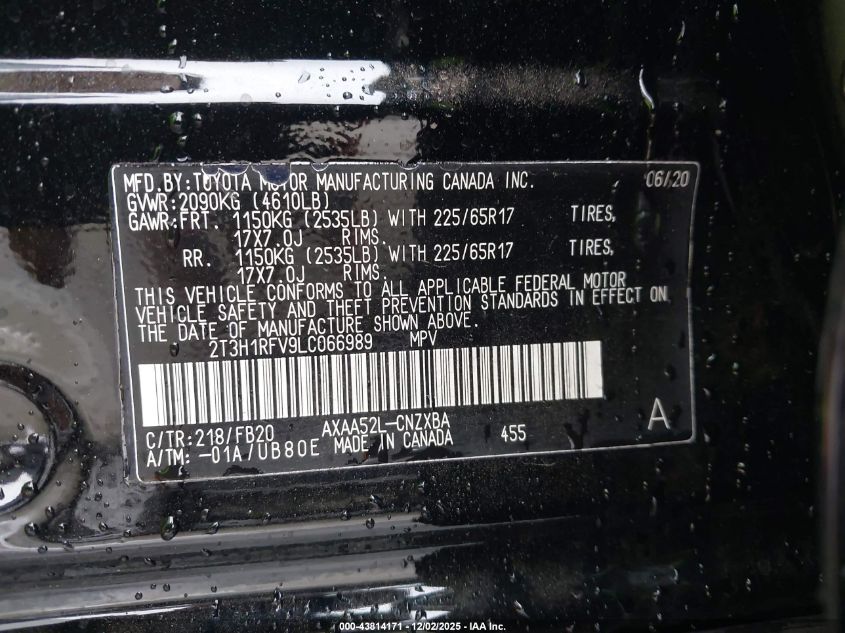 MFD.BY:TOYOTA MOTOR MANUFACTURING CANADA INC. 06/20
GVWR:2090KG (4610LB)
GAWR:FRT. 1150KG (2535LB) WITH 225/65R17 TIRES,
17X7.0J RIMS.
RR. 1150KG (2535LB) WITH 225/65R17 TIRES,
17X7.0J RIMS.
THIS VEHICLE CONFORMS TO ALL APPLICABLE FEDERAL MOTOR
VEHICLE SAFETY AND THEFT PREVENTION STANDARDS IN EFFECT ON
THE DATE OF MANUFACTURE SHOWN ABOVE.
2T3H1RFV9LC066989 MPV
C/TR:218/FB20 AXAA52L-CNZXBA
A/TM:-01A/UB80E MADE IN CANADA 455 A
000-43814171 - 12/02/2025 - IAA Inc.